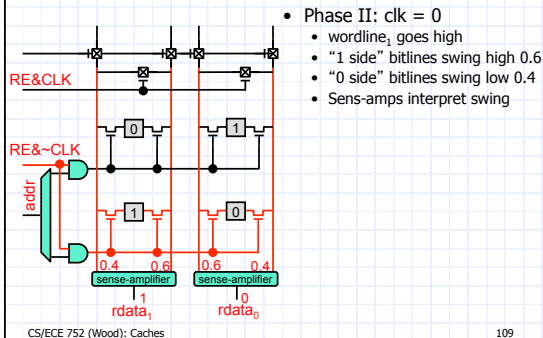 • Phase II: clk = 0
• wordline₁ goes high
• "1 side" bitlines swing high 0.6
• "0 side" bitlines swing low 0.4
• Sens-amps interpret swing
RE&CLK
0 1
RE&~CLK
addr
1 0
0.4 0.6 0.6 0.4
sense-amplifier sense-amplifier
1 0
rdata₁ rdata₀
CS/ECE 752 (Wood): Caches 109